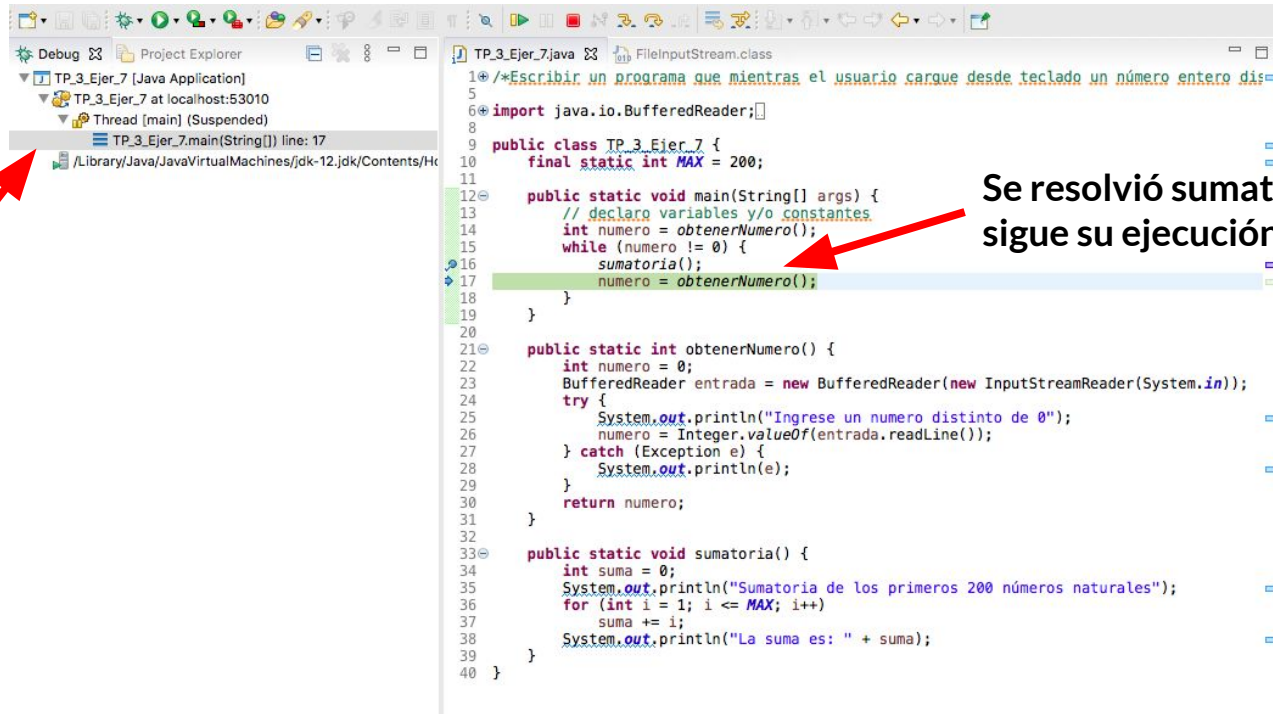 Debug Project Explorer
TP_3_Ejer_7 [Java Application]
TP_3_Ejer_7 at localhost:53010
Thread [main] (Suspended)
TP_3_Ejer_7.main(String[]) line: 17
/Library/Java/JavaVirtualMachines/jdk-12.jdk/Contents/Ho
TP_3_Ejer_7.java FileInputStream.class
1 /*Escribir un programa que mientras el usuario cargue desde teclado un número entero dis
5
6 import java.io.BufferedReader;
8
9 public class TP_3_Ejer_7 {
10 final static int MAX = 200;
11
12 public static void main(String[] args) {
13 // declaro variables y/o constantes
14 int numero = obtenerNumero();
15 while (numero != 0) {
16 sumatoria();
17 numero = obtenerNumero();
18 }
19 }
20
21 public static int obtenerNumero() {
22 int numero = 0;
23 BufferedReader entrada = new BufferedReader(new InputStreamReader(System.in));
24 try {
25 System.out.println("Ingrese un numero distinto de 0");
26 numero = Integer.valueOf(entrada.readLine());
27 } catch (Exception e) {
28 System.out.println(e);
29 }
30 return numero;
31 }
32
33 public static void sumatoria() {
34 int suma = 0;
35 System.out.println("Sumatoria de los primeros 200 números naturales");
36 for (int i = 1; i <= MAX; i++)
37 suma += i;
38 System.out.println("La suma es: " + suma);
39 }
40 }
Se resolvió sumat
sigue su ejecución